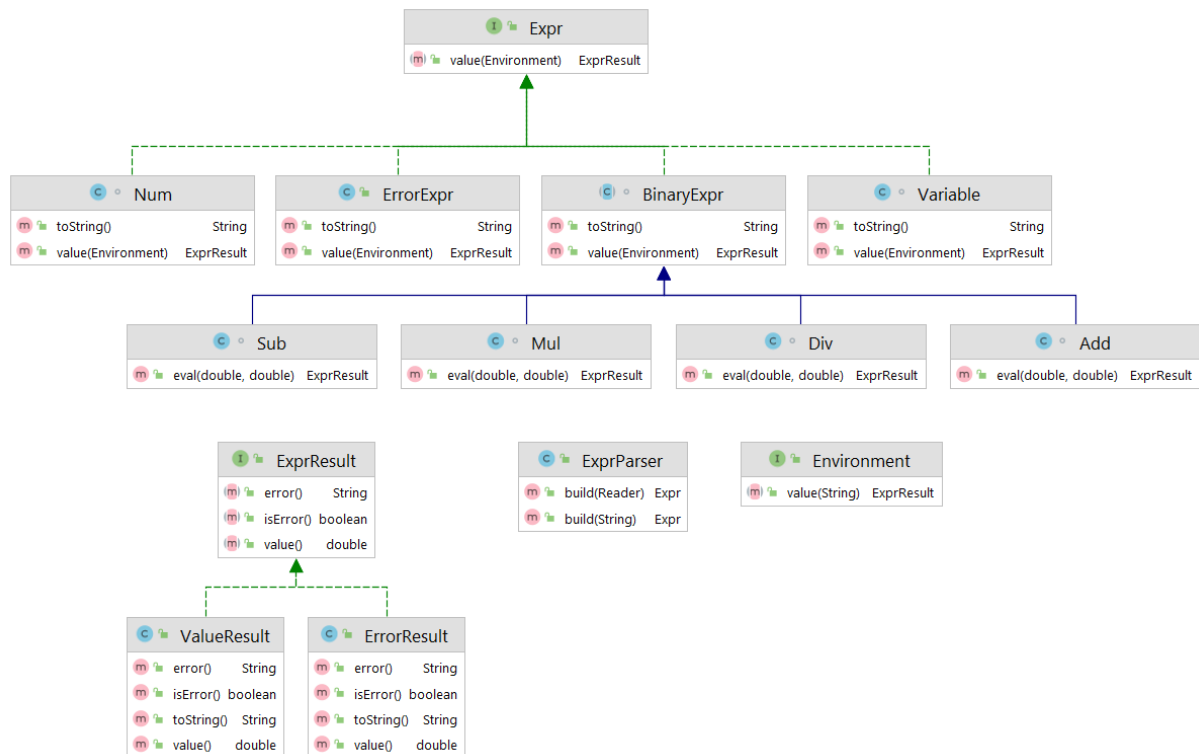 Expr
value(Environment) ExprResult
Num ErrorExpr BinaryExpr Variable
toString() String toString() String toString() String toString() String
value(Environment) ExprResult value(Environment) ExprResult value(Environment) ExprResult value(Environment) ExprResult
Sub Mul Div Add
eval(double, double) ExprResult eval(double, double) ExprResult eval(double, double) ExprResult eval(double, double) ExprResult
ExprResult ExprParser Environment
error() String build(Reader) Expr value(String) ExprResult
isError() boolean build(String) Expr
value() double
ValueResult ErrorResult
error() String error() String
isError() boolean isError() boolean
toString() String toString() String
value() double value() double